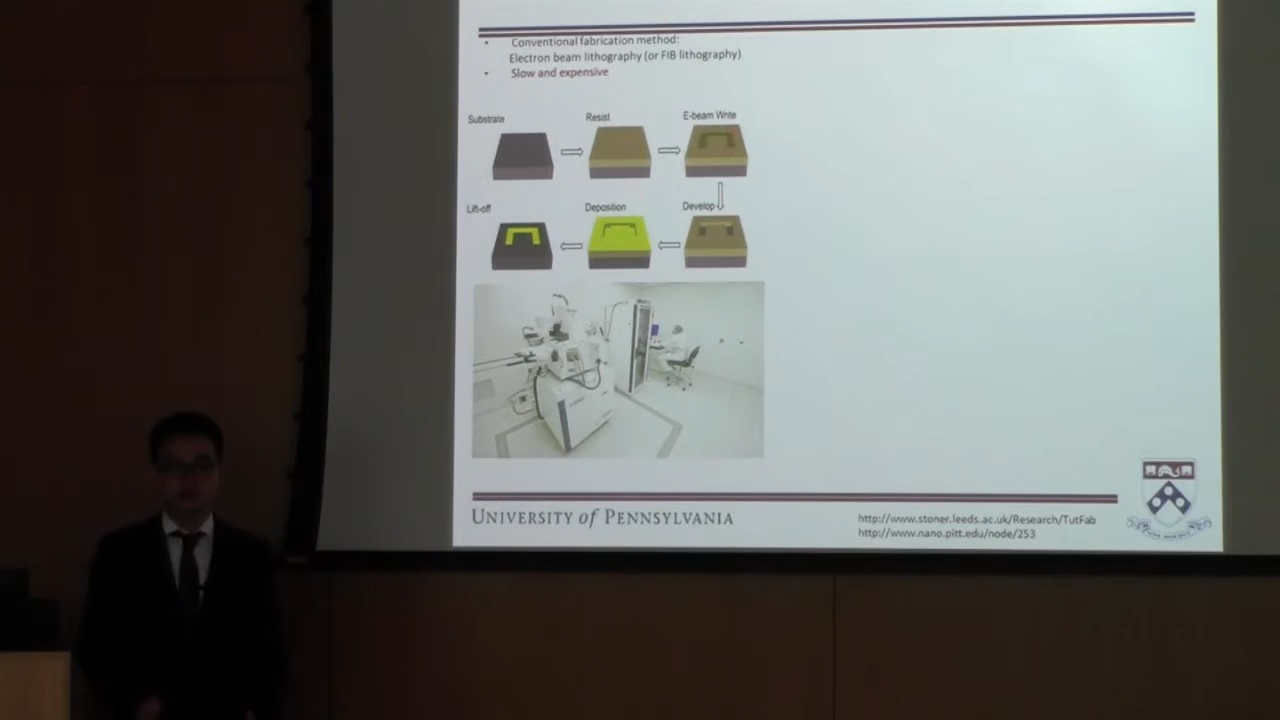 • Conventional fabrication method:
Electron beam lithography (or FIB lithography)
• Slow and expensive
Substrate
Resist
E-beam Write
Lift-off
Deposition
Develop
UNIVERSITY of PENNSYLVANIA
http://www.stoner.leeds.ac.uk/Research/TutFab
http://www.nano.pitt.edu/node/253